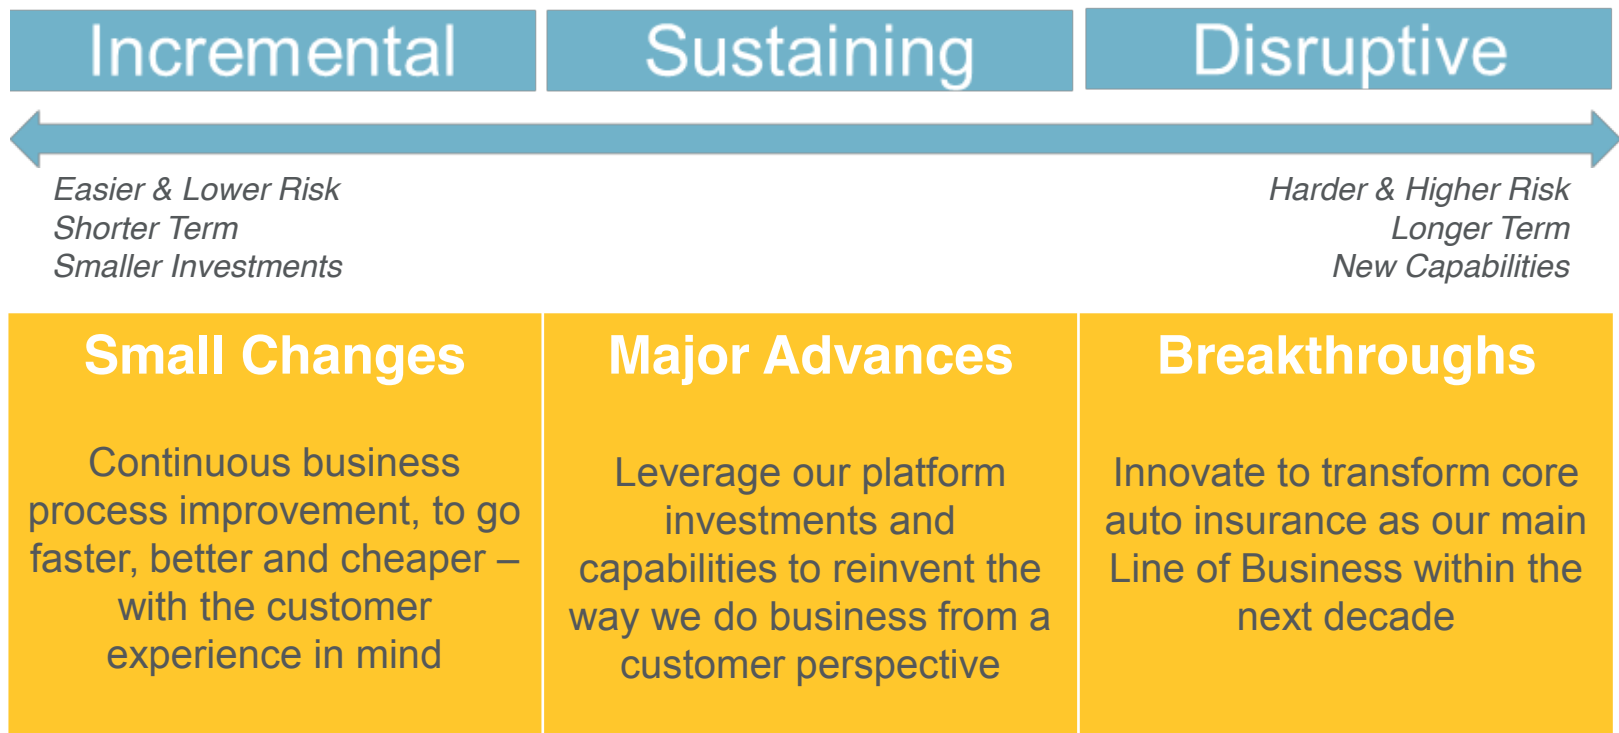 Incremental
Sustaining
Disruptive
Easier & Lower Risk
Shorter Term
Smaller Investments
Harder & Higher Risk
Longer Term
New Capabilities
Small Changes
Continuous business
process improvement, to go
faster, better and cheaper –
with the customer
experience in mind
Major Advances
Leverage our platform
investments and
capabilities to reinvent the
way we do business from a
customer perspective
Breakthroughs
Innovate to transform core
auto insurance as our main
Line of Business within the
next decade